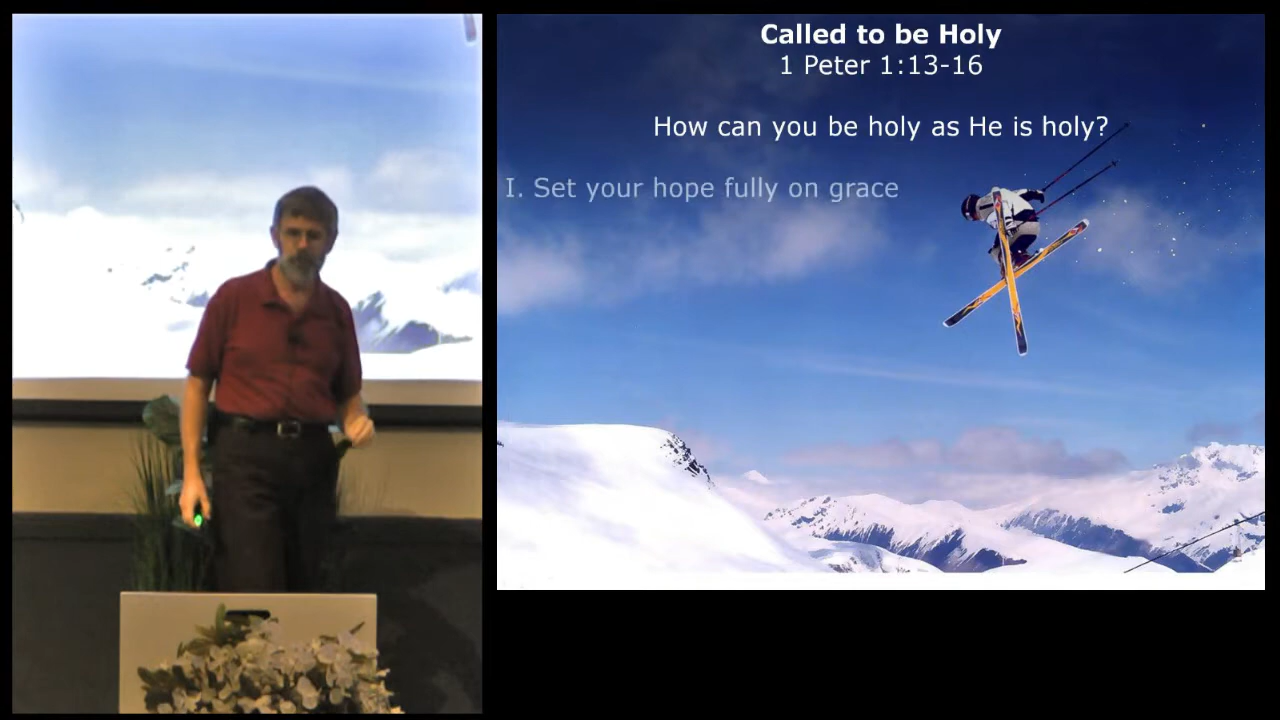 Called to be Holy
1 Peter 1:13-16
How can you be holy as He is holy?
I. Set your hope fully on grace